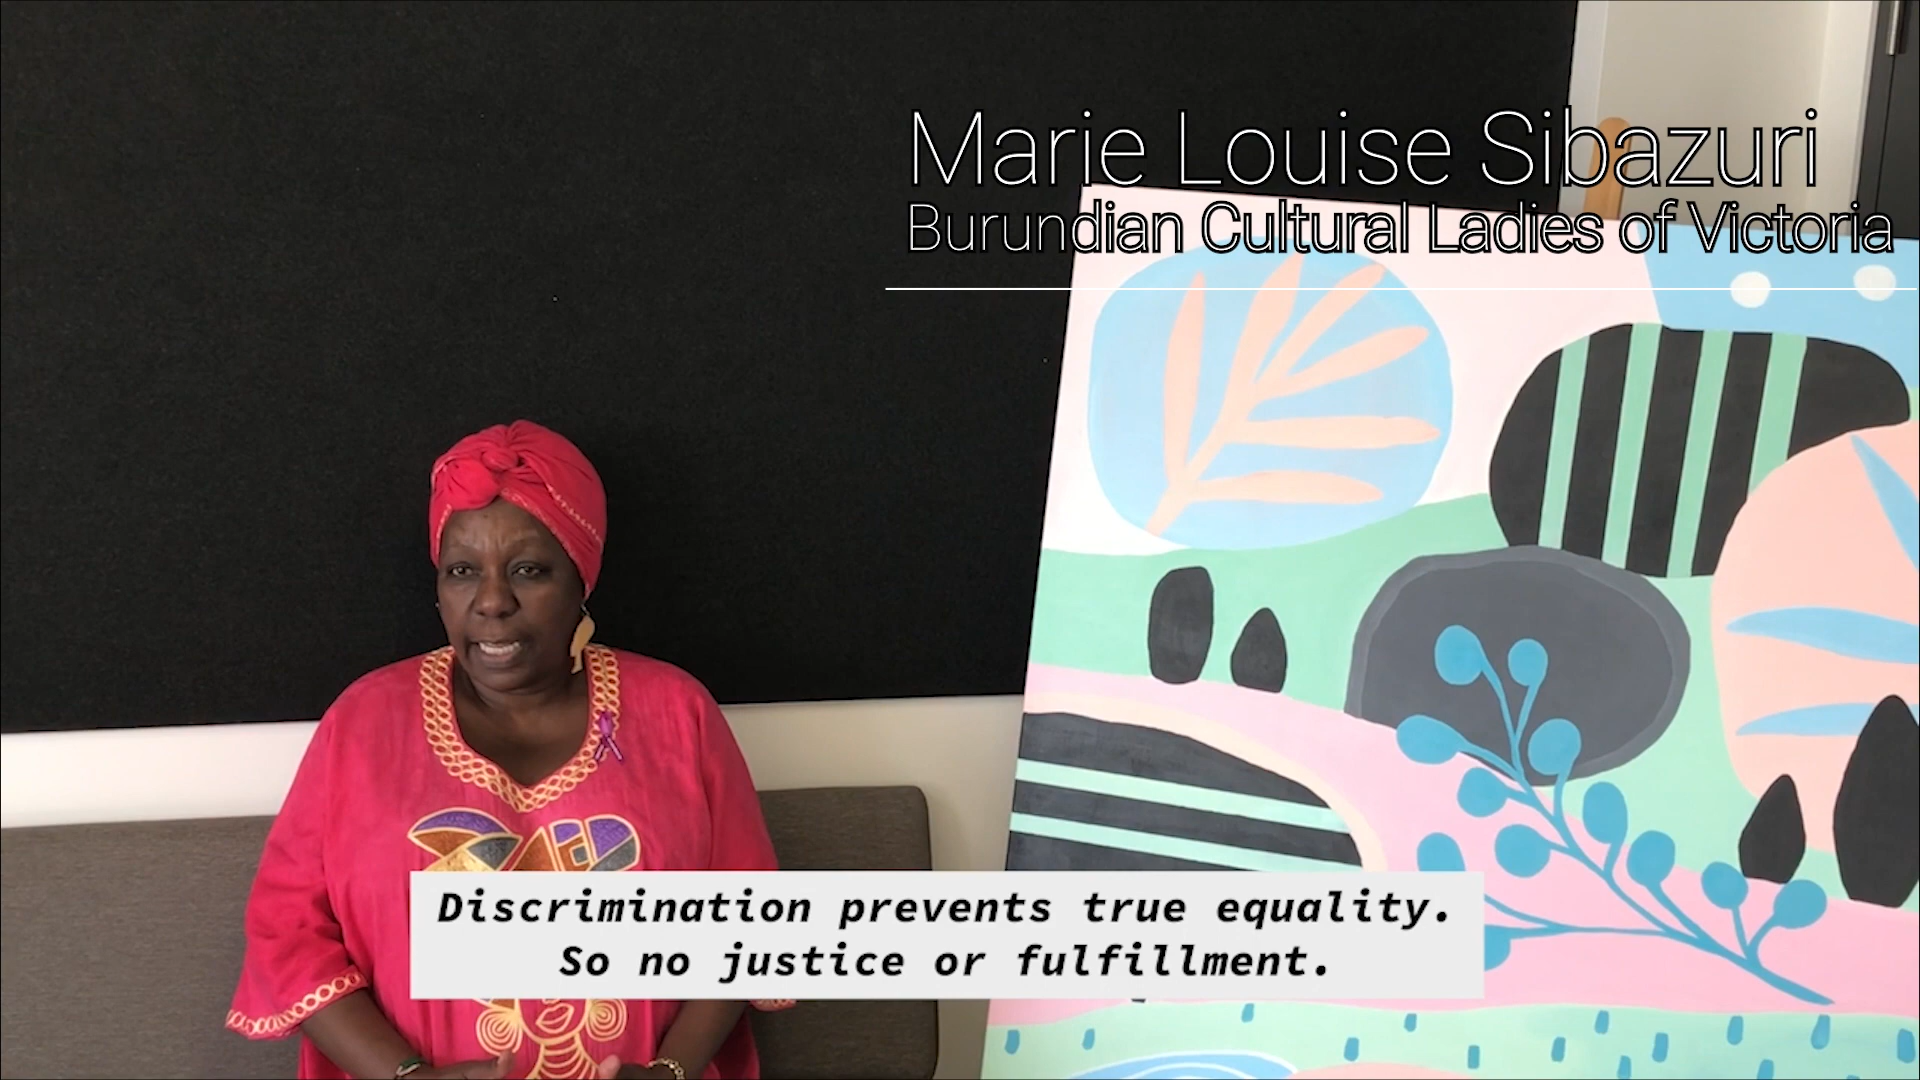 Marie Louise Sibazuri
Burundian Cultural Ladies of Victoria
Discrimination prevents true equality.
So no justice or fulfillment.